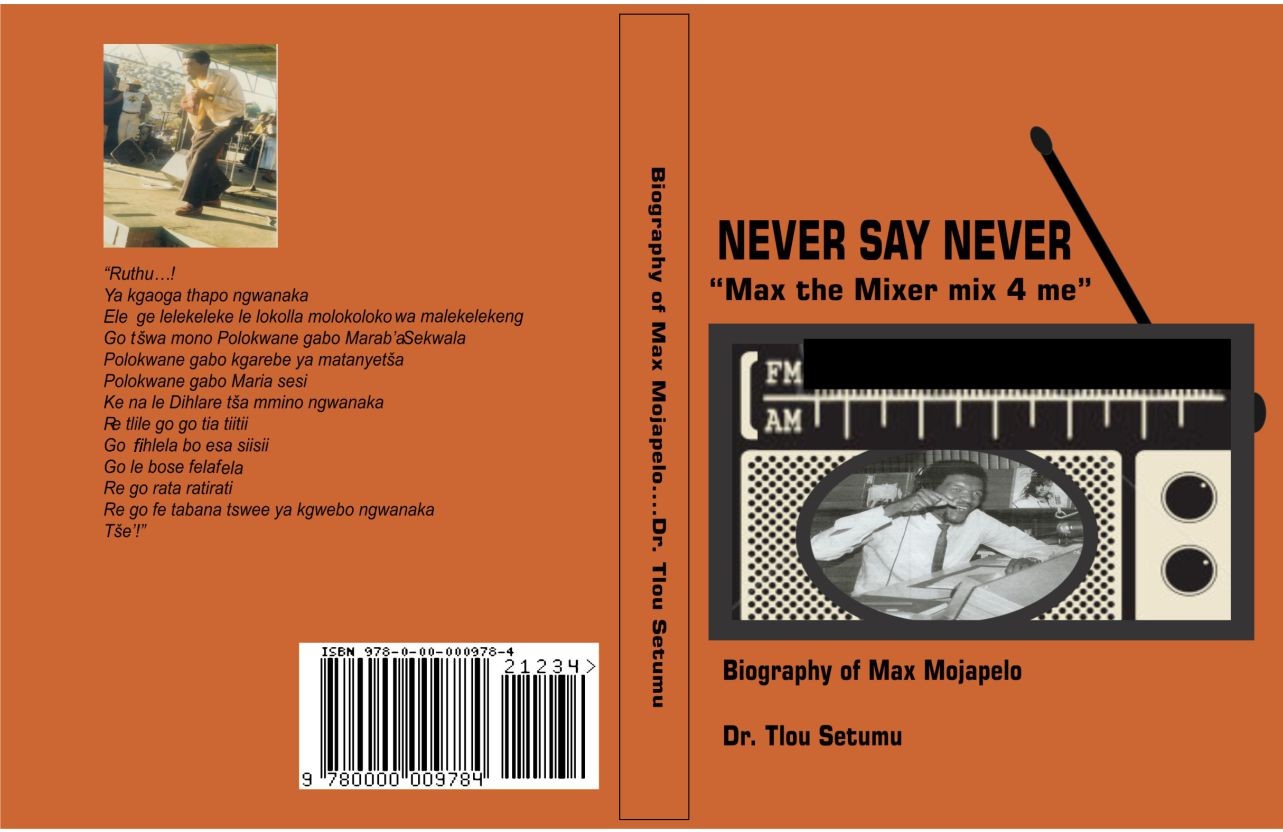 “Ruthu…!
Ya kgaoga thapo ngwanaka
Ele ge lelekeleke le lokolla molokoloko wa malekelekeng
Go tšwa mono Polokwane gabo Marab’aSekwala
Polokwane gabo kgarebe ya matanyetša
Polokwane gabo Maria sesi
Ke na le Dihlare tša mmino ngwanaka
Re tlile go go tia tiitii
Go fihlela bo esa siisii
Go le bose felafela
Re go rata ratirati
Re go fe tabana tswee ya kgwebo ngwanaka
Tše’!”
ISBN 978-0-00-000978-4
21234>
9 780000 009784
Biography of Max Mojapelo....Dr. Tlou Setumu
NEVER SAY NEVER
“Max the Mixer mix 4 me”
FM
AM
Biography of Max Mojapelo
Dr. Tlou Setumu